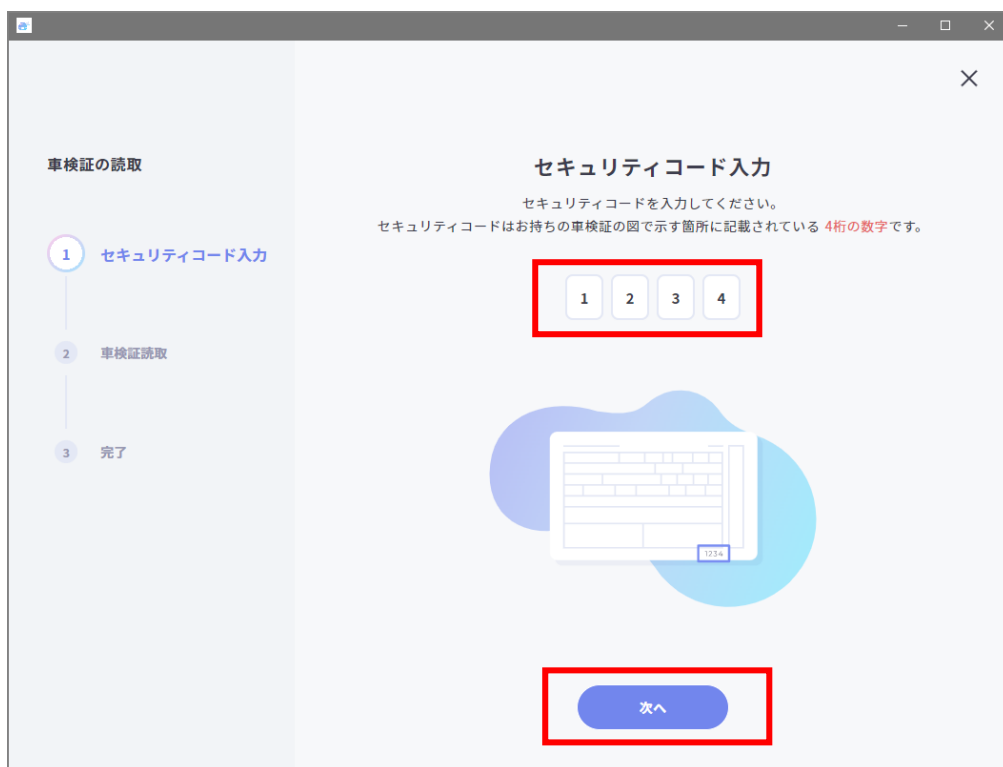 車検証の読取
1 セキュリティコード入力
2 車検証読取
3 完了
セキュリティコード入力
セキュリティコードを入力してください。
セキュリティコードはお持ちの車検証の図で示す箇所に記載されている 4桁の数字です。
1 2 3 4
1234
次へ